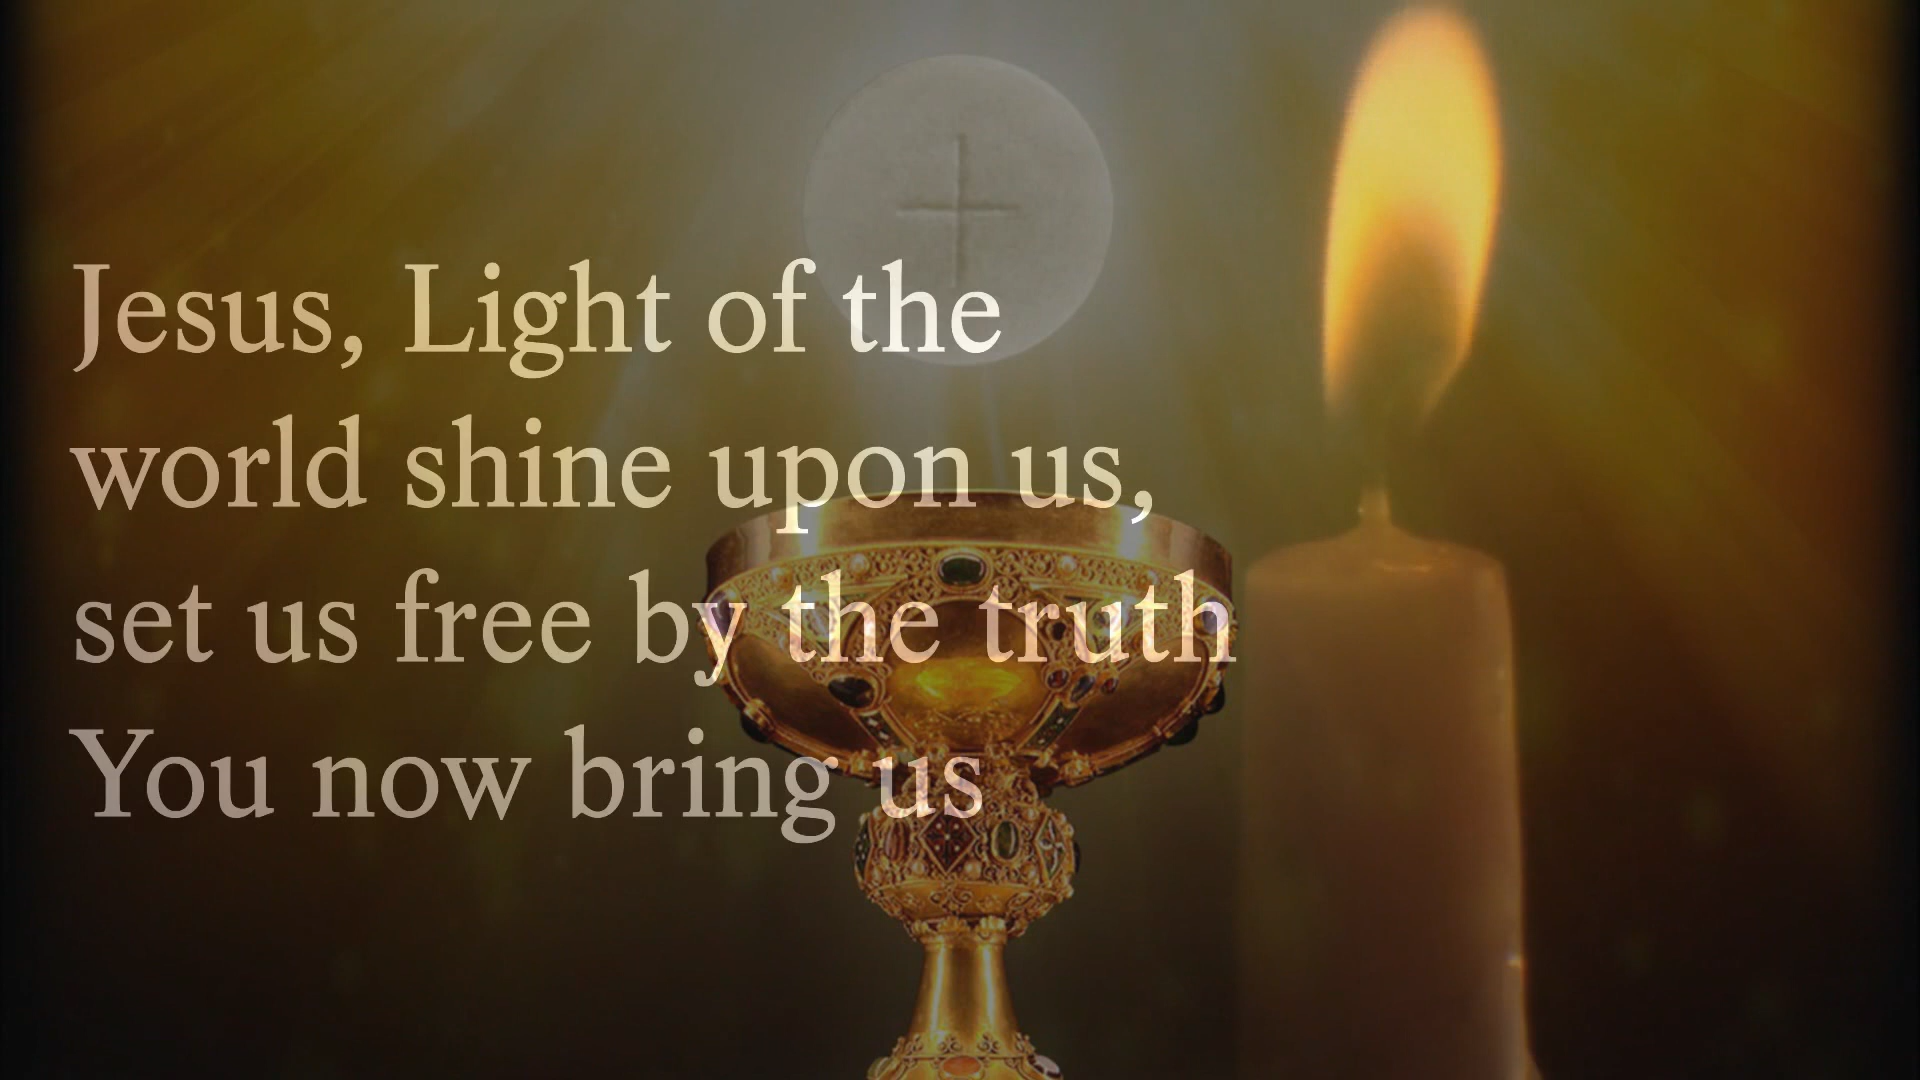 Jesus, Light of the
world shine upon us,
set us free by the truth
You now bring us